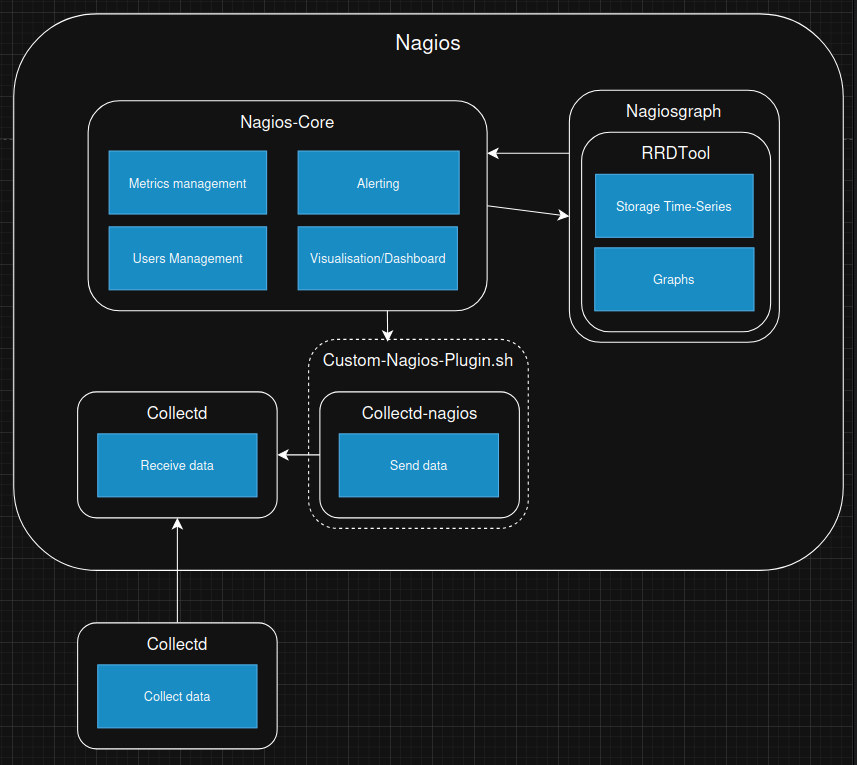 Nagios
Nagios-Core
Metrics management
Alerting
Users Management
Visualisation/Dashboard
Nagiosgraph
RRDTool
Storage Time-Series
Graphs
Custom-Nagios-Plugin.sh
Collectd
Receive data
Collectd-nagios
Send data
Collectd
Collect data